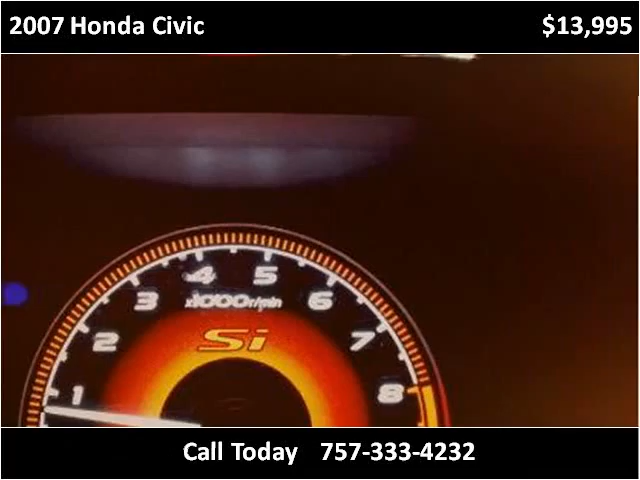 2007 Honda Civic $13,995
4 5
3 x1000r/min 6
Si
2 7
1 8
Call Today 757-333-4232